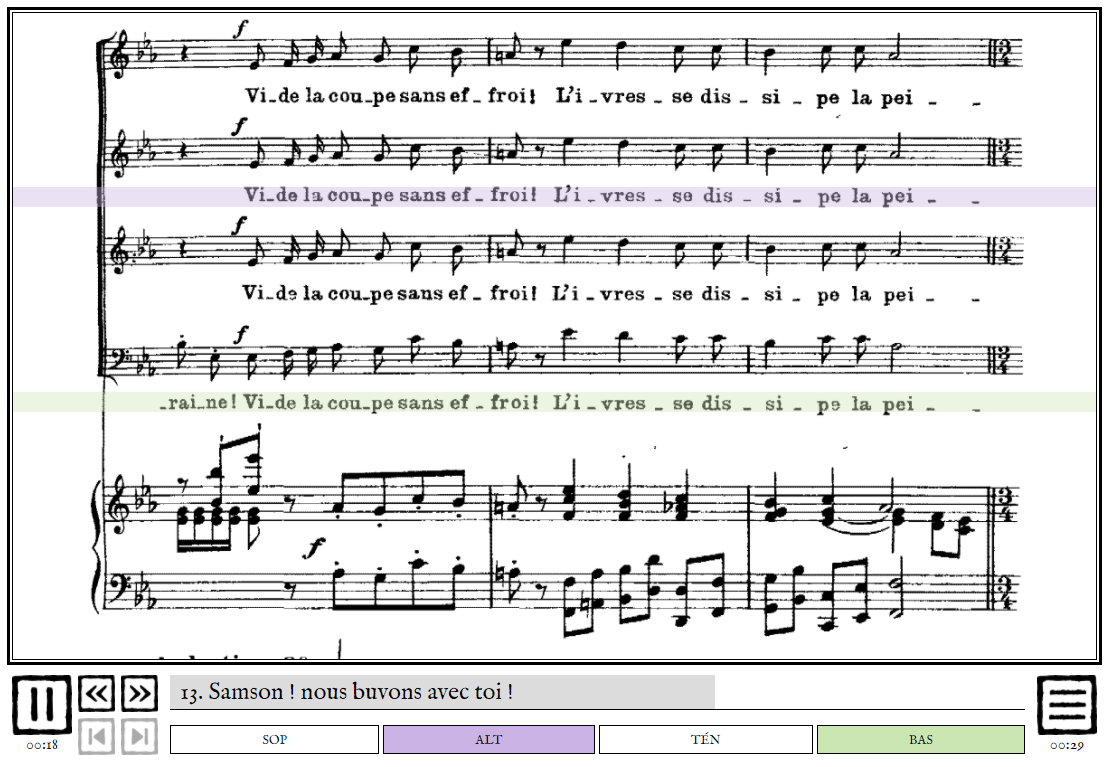 f
Vi_de la cou_pe sans ef_froi! L'i_vres_se dis_si_pe la pei_ _
f
Vi_de la cou_pe sans ef_froi! L'i_vres_se dis_si_pe la pei_ _
f
Vi_de la cou_pe sans ef_froi! L'i_vres_se dis_si_pe la pei_ _
f
_rai_ne! Vi_de la cou_pe sans ef_froi! L'i_vres_se dis_si_pe la pei_ _
f
13. Samson ! nous buvons avec toi !
00:18
SOP ALT TÉN BAS
00:29